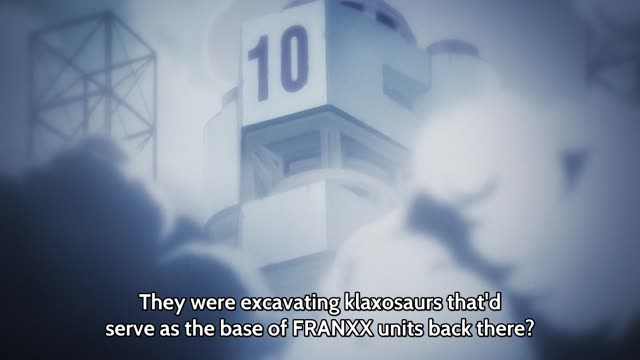 10
They were excavating klaxosaurs that'd
serve as the base of FRANXX units back there?